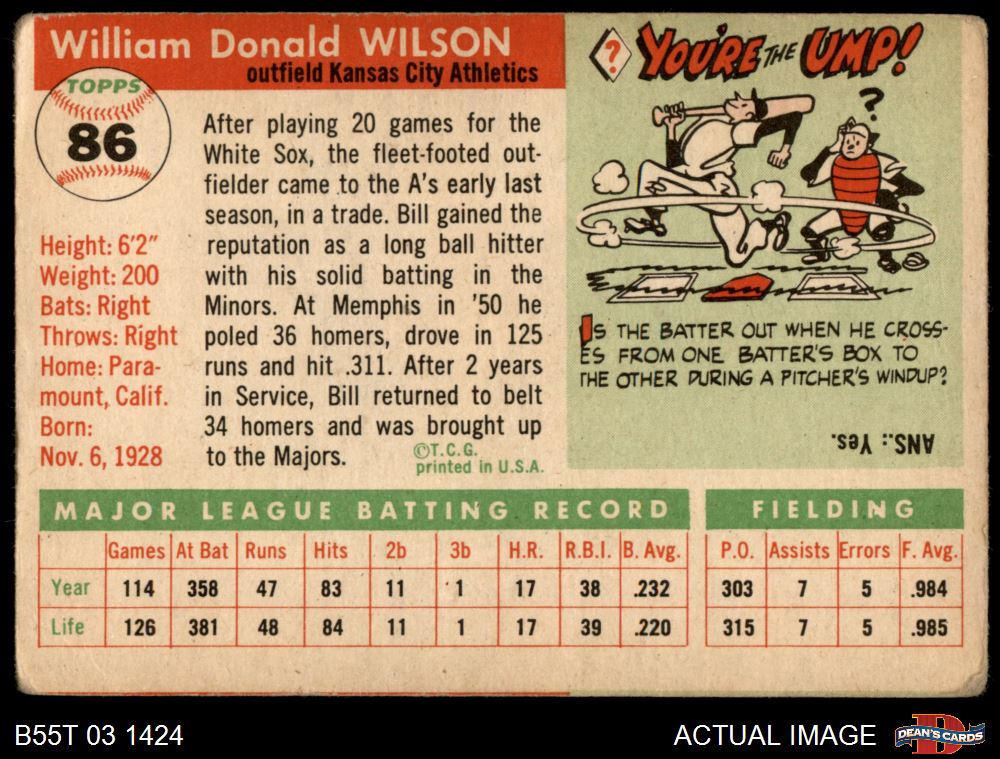 William Donald WILSON
outfield Kansas City Athletics
TOPPS
86
Height: 6'2"
Weight: 200
Bats: Right
Throws: Right
Home: Para-
mount, Calif.
Born:
Nov. 6, 1928
After playing 20 games for the
White Sox, the fleet-footed out-
fielder came to the A's early last
season, in a trade. Bill gained the
reputation as a long ball hitter
with his solid batting in the
Minors. At Memphis in '50 he
poled 36 homers, drove in 125
runs and hit .311. After 2 years
in Service, Bill returned to belt
34 homers and was brought up
to the Majors.
©T.C.G.
printed in U.S.A.
? YOU'RE THE UMP!
?
IS THE BATTER OUT WHEN HE CROSS-
ES FROM ONE BATTER'S BOX TO
THE OTHER DURING A PITCHER'S WINDUP?
ANS.: Yes.
MAJOR LEAGUE BATTING RECORD FIELDING
Games At Bat Runs Hits 2b 3b H.R. R.B.I. B. Avg. P.O. Assists Errors F. Avg.
Year 114 358 47 83 11 1 17 38 .232 303 7 5 .984
Life 126 381 48 84 11 1 17 39 .220 315 7 5 .985
B55T 03 1424
ACTUAL IMAGE
D
DEAN'S CARDS